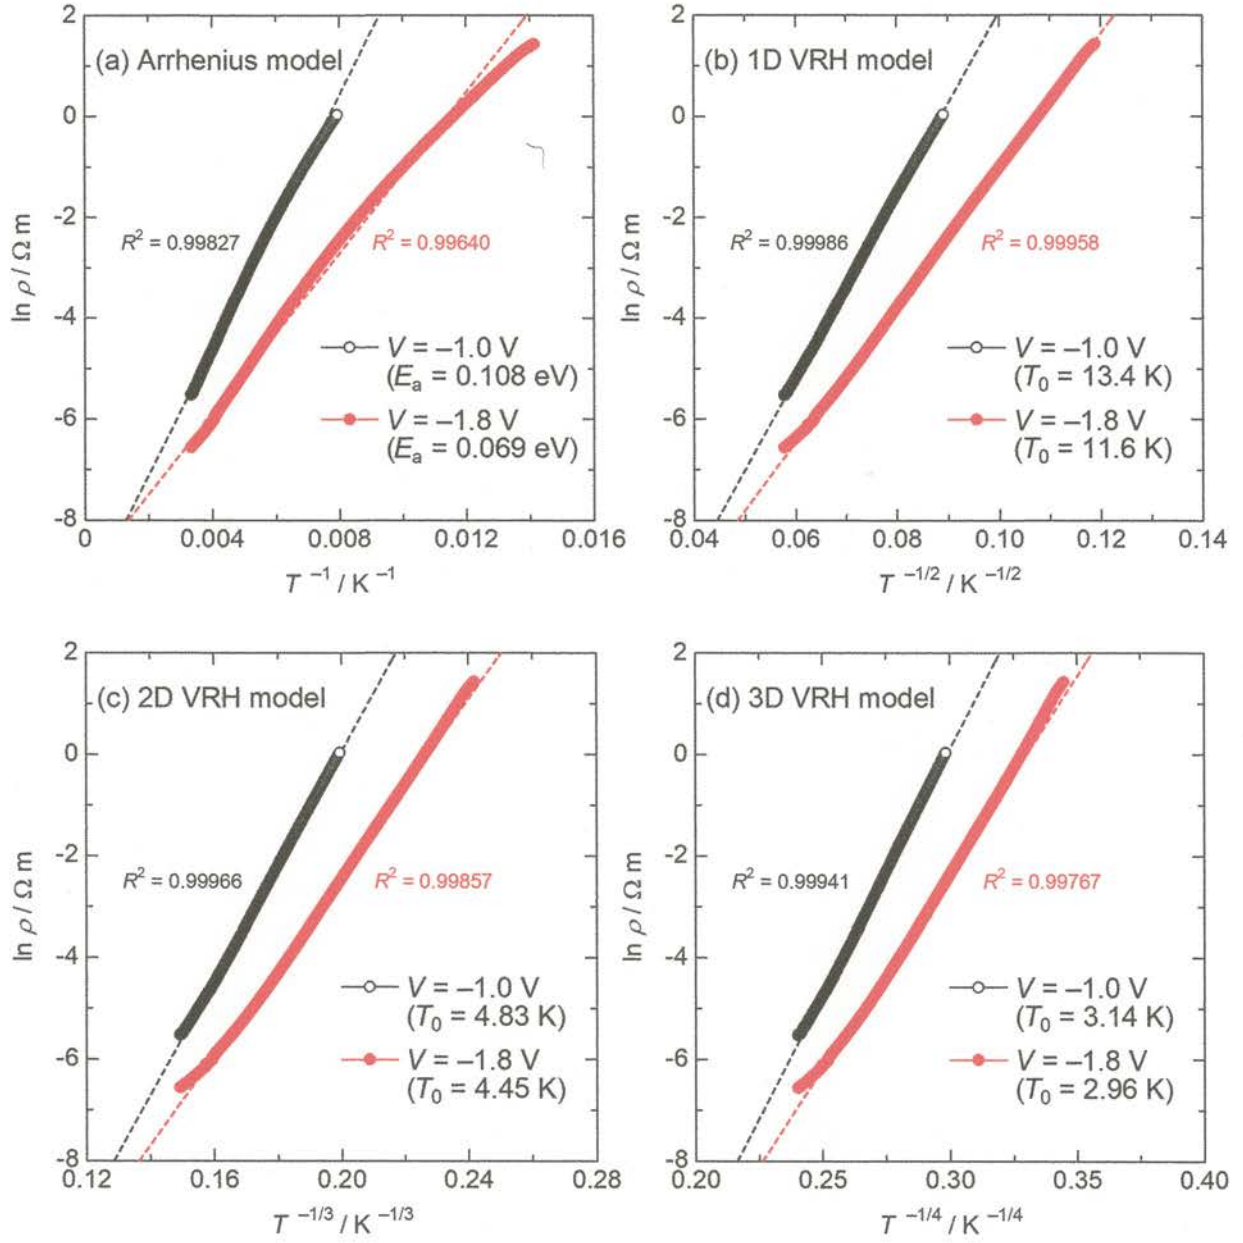 (a) Arrhenius model
2
0
-2
-4
-6
-8
ln ρ / Ω m
R² = 0.99827
R² = 0.99640
V = –1.0 V
(Eₐ = 0.108 eV)
V = –1.8 V
(Eₐ = 0.069 eV)
0 0.004 0.008 0.012 0.016
T ⁻¹ / K ⁻¹
(b) 1D VRH model
2
0
-2
-4
-6
-8
ln ρ / Ω m
R² = 0.99986
R² = 0.99958
V = –1.0 V
(T₀ = 13.4 K)
V = –1.8 V
(T₀ = 11.6 K)
0.04 0.06 0.08 0.10 0.12 0.14
T ⁻¹/² / K ⁻¹/²
(c) 2D VRH model
2
0
-2
-4
-6
-8
ln ρ / Ω m
R² = 0.99966
R² = 0.99857
V = –1.0 V
(T₀ = 4.83 K)
V = –1.8 V
(T₀ = 4.45 K)
0.12 0.16 0.20 0.24 0.28
T ⁻¹/³ / K ⁻¹/³
(d) 3D VRH model
2
0
-2
-4
-6
-8
ln ρ / Ω m
R² = 0.99941
R² = 0.99767
V = –1.0 V
(T₀ = 3.14 K)
V = –1.8 V
(T₀ = 2.96 K)
0.20 0.25 0.30 0.35 0.40
T ⁻¹/⁴ / K ⁻¹/⁴